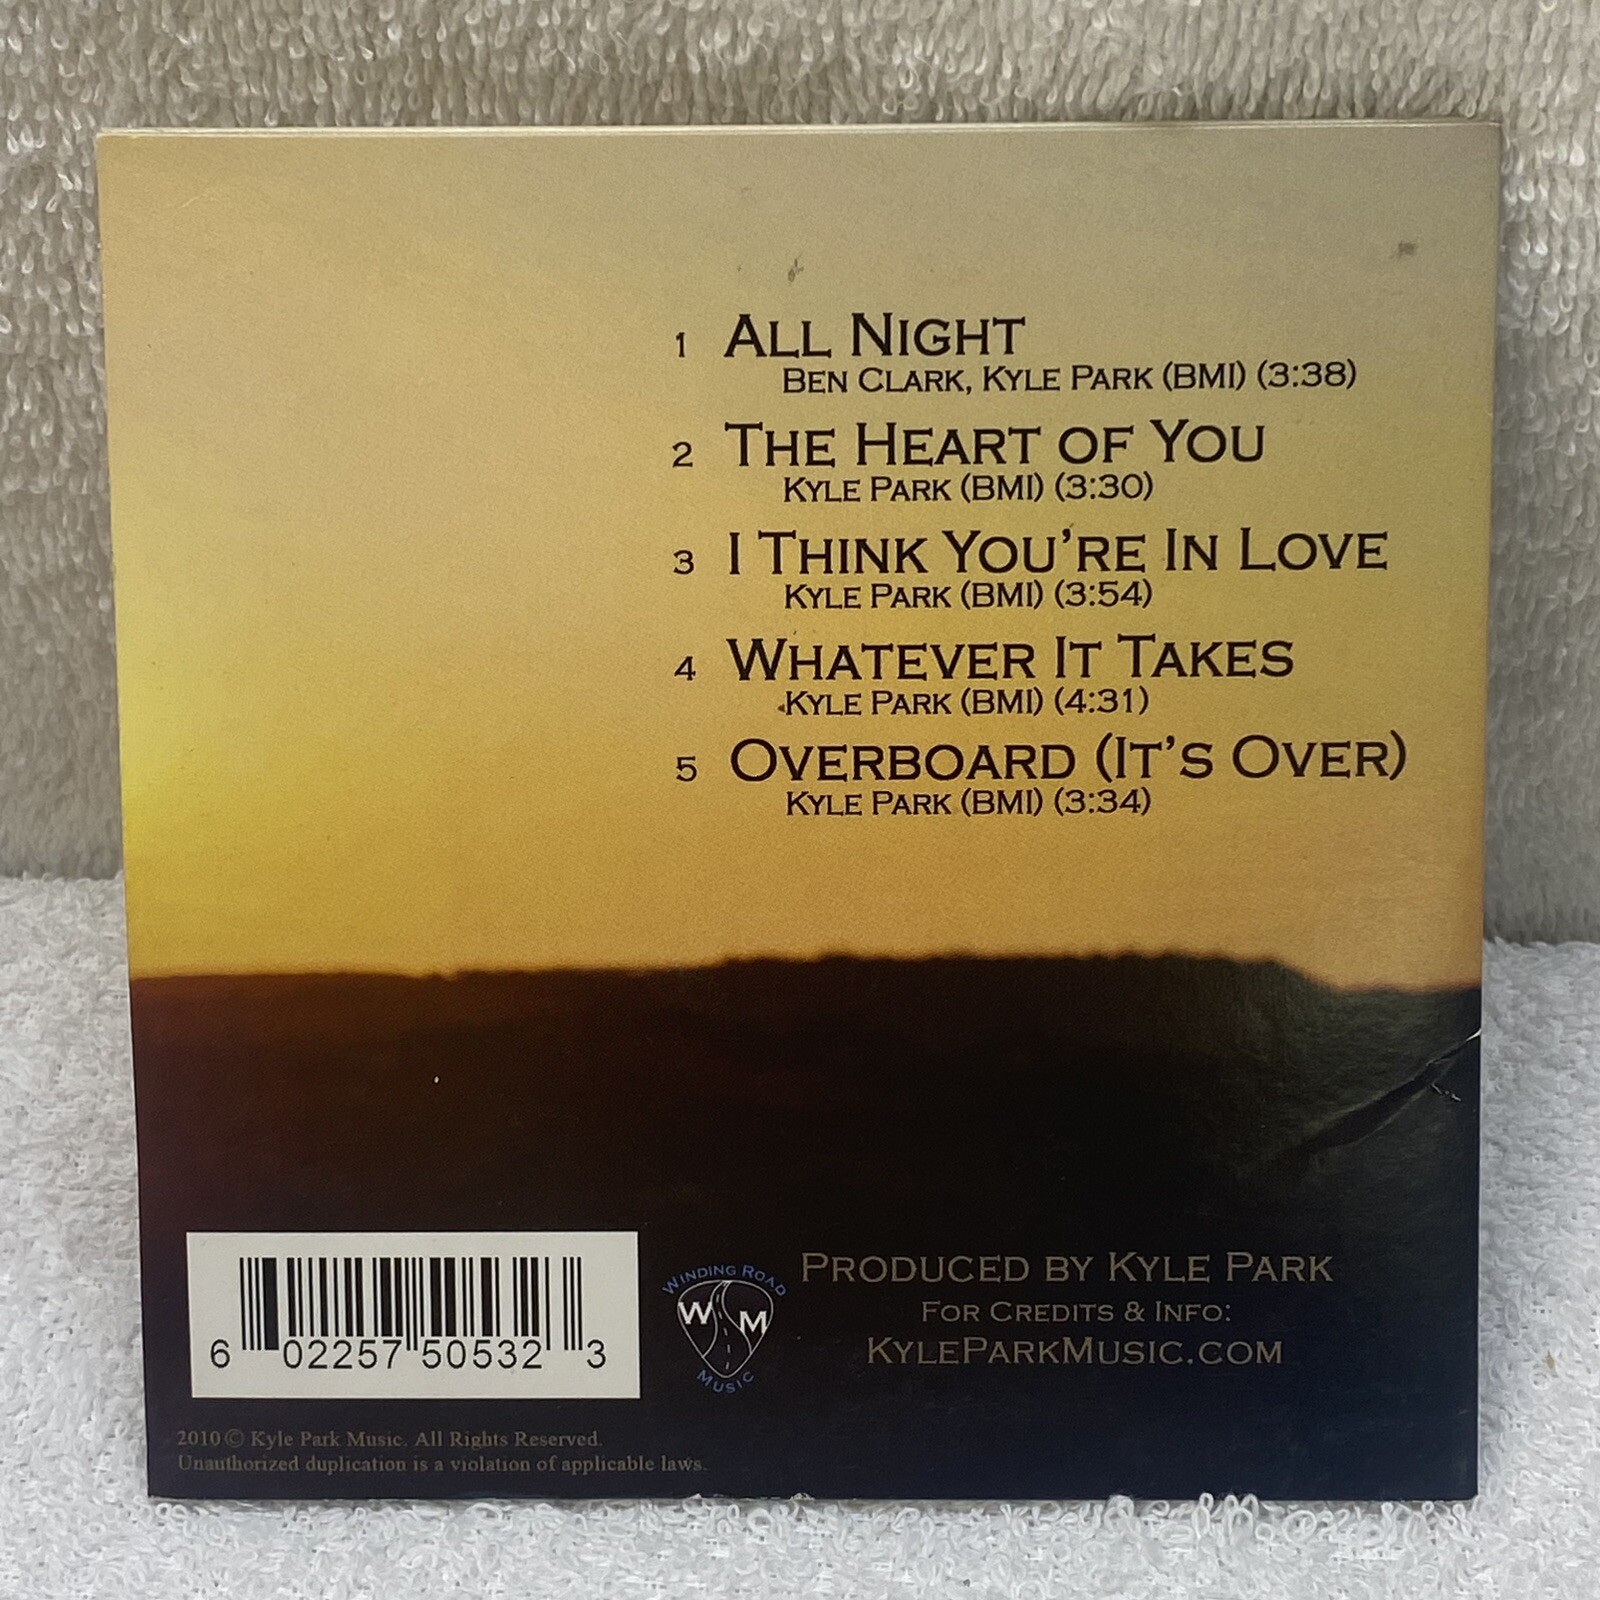 1 ALL NIGHT
BEN CLARK, KYLE PARK (BMI) (3:38)
2 THE HEART OF YOU
KYLE PARK (BMI) (3:30)
3 I THINK YOU'RE IN LOVE
KYLE PARK (BMI) (3:54)
4 WHATEVER IT TAKES
KYLE PARK (BMI) (4:31)
5 OVERBOARD (IT'S OVER)
KYLE PARK (BMI) (3:34)
6 02257 50532 3
WINDING ROAD
W M
MUSIC
PRODUCED BY KYLE PARK
FOR CREDITS & INFO:
KYLEPARKMUSIC.COM
2010 © Kyle Park Music. All Rights Reserved.
Unauthorized duplication is a violation of applicable laws.